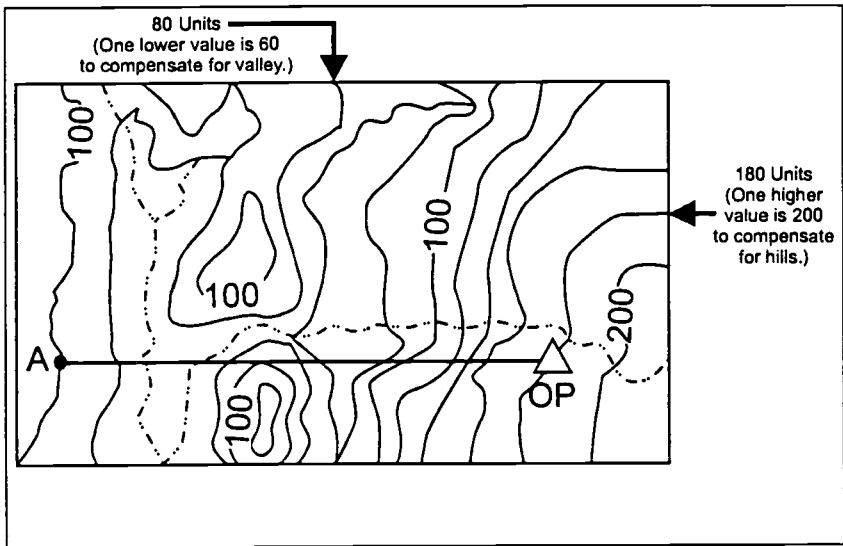 80 Units
(One lower value is 60
to compensate for valley.)
100
100
180 Units
(One higher
value is 200
to compensate
for hills.)
100
200
A
OP
100